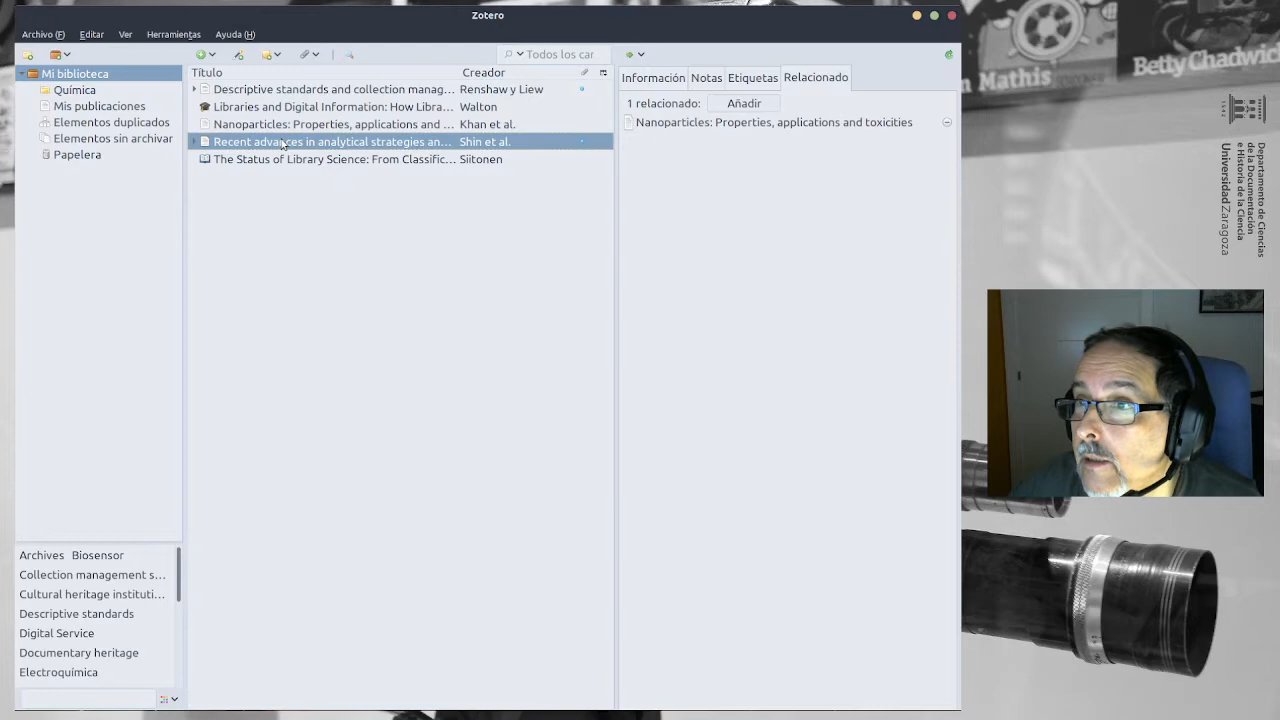 Zotero
Archivo (F) Editar Ver Herramientas Ayuda (H)
Todos los car
Mi biblioteca
Química
Mis publicaciones
Elementos duplicados
Elementos sin archivar
Papelera
Título Creador
Descriptive standards and collection manag... Renshaw y Liew
Libraries and Digital Information: How Libra... Walton
Nanoparticles: Properties, applications and ... Khan et al.
Recent advances in analytical strategies an... Shin et al.
The Status of Library Science: From Classific... Siitonen
Información Notas Etiquetas Relacionado
1 relacionado: Añadir
Nanoparticles: Properties, applications and toxicities
Archives Biosensor
Collection management s...
Cultural heritage instituti...
Descriptive standards
Digital Service
Documentary heritage
Electroquímica
n Mathis
Betty Chadwic
1542
Departamento de Ciencias
de la Documentación
e Historia de la Ciencia
Universidad Zaragoza